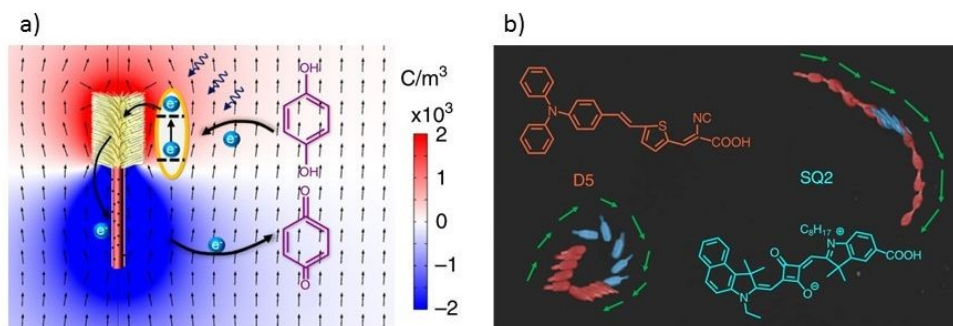 a)
b)
C/m³
x10³
2
1
0
−1
−2
e⁻
e⁻
e⁻
e⁻
e⁻
OH
OH
O
O
N
S
NC
COOH
D5
SQ2
C₈H₁₇
N
⊕
COOH
O
O
⊖
N